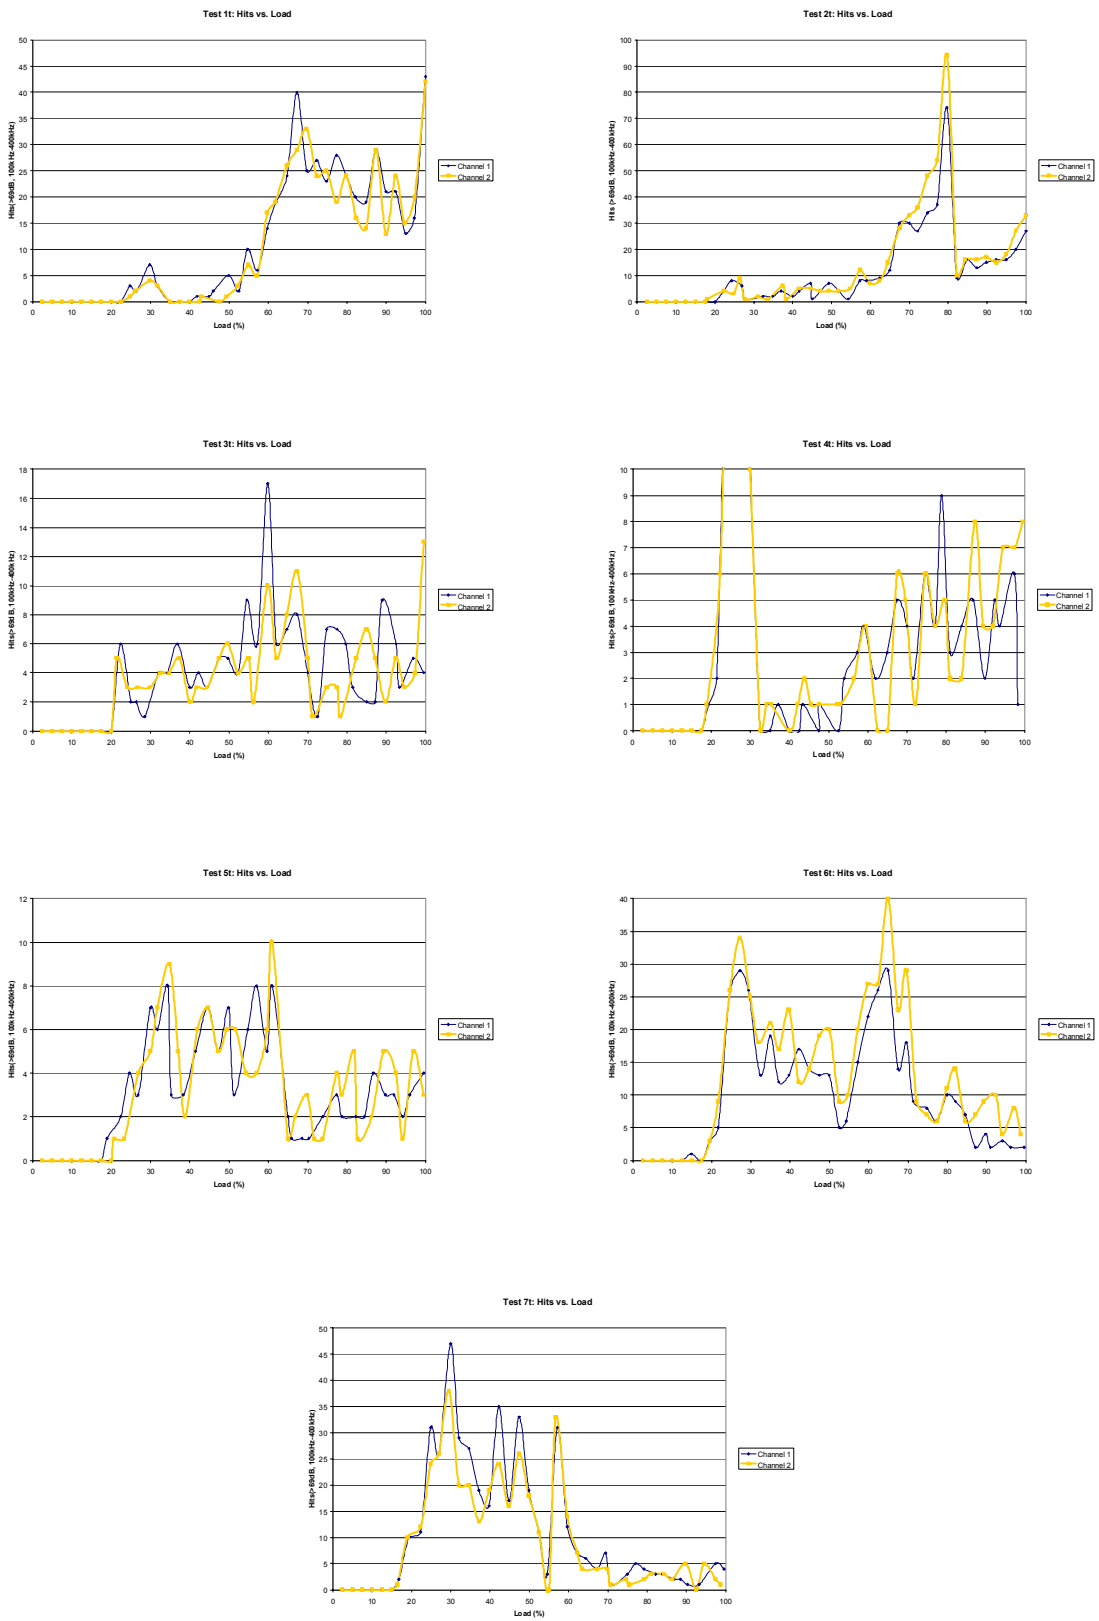 Test 1t: Hits vs. Load
50
45
40
35
30
25
20
15
10
5
0
Hits(>69dB, 100kHz-400kHz)
0 10 20 30 40 50 60 70 80 90 100
Load (%)
Channel 1
Channel 2
Test 2t: Hits vs. Load
100
90
80
70
60
50
40
30
20
10
0
Hits (>69dB, 100kHz-400kHz)
0 10 20 30 40 50 60 70 80 90 100
Load (%)
Channel 1
Channel 2
Test 3t: Hits vs. Load
18
16
14
12
10
8
6
4
2
0
Hits(>69dB, 100kHz-400kHz)
0 10 20 30 40 50 60 70 80 90 100
Load (%)
Channel 1
Channel 2
Test 4t: Hits vs. Load
10
9
8
7
6
5
4
3
2
1
0
Hits(>69dB, 100kHz-400kHz)
0 10 20 30 40 50 60 70 80 90 100
Load (%)
Channel 1
Channel 2
Test 5t: Hits vs. Load
12
10
8
6
4
2
0
Hits(>69dB, 100kHz-400kHz)
0 10 20 30 40 50 60 70 80 90 100
Load (%)
Channel 1
Channel 2
Test 6t: Hits vs. Load
40
35
30
25
20
15
10
5
0
Hits(>69dB, 100kHz-400kHz)
0 10 20 30 40 50 60 70 80 90 100
Load (%)
Channel 1
Channel 2
Test 7t: Hits vs. Load
50
45
40
35
30
25
20
15
10
5
0
Hits(>69dB, 100kHz-400kHz)
0 10 20 30 40 50 60 70 80 90 100
Load (%)
Channel 1
Channel 2